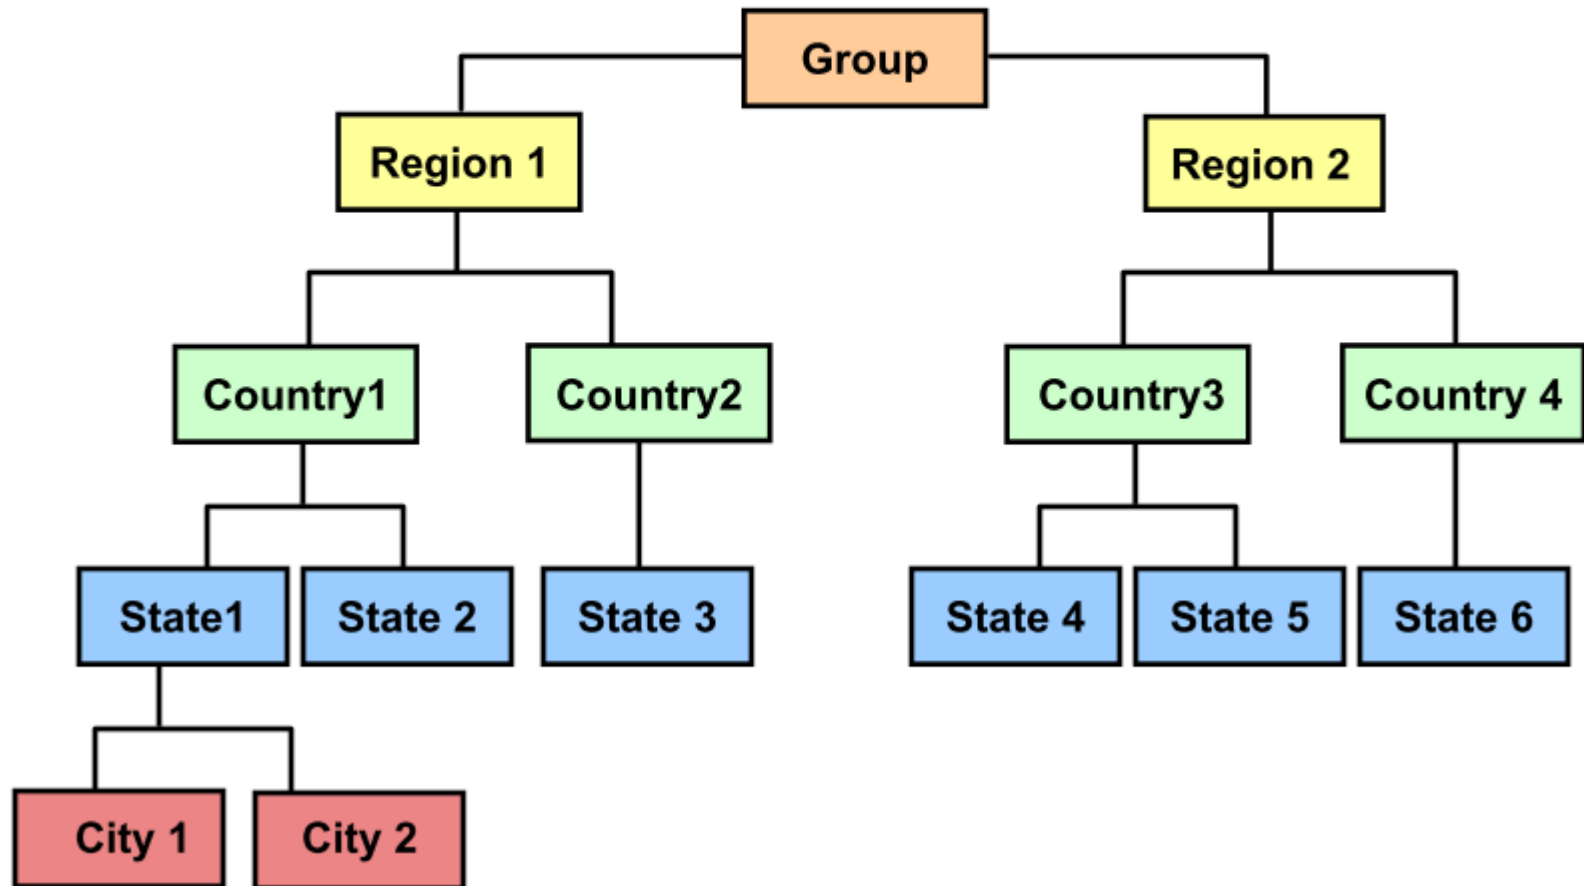 Group
Region 1
Region 2
Country1
Country2
Country3
Country 4
State1
State 2
State 3
State 4
State 5
State 6
City 1
City 2